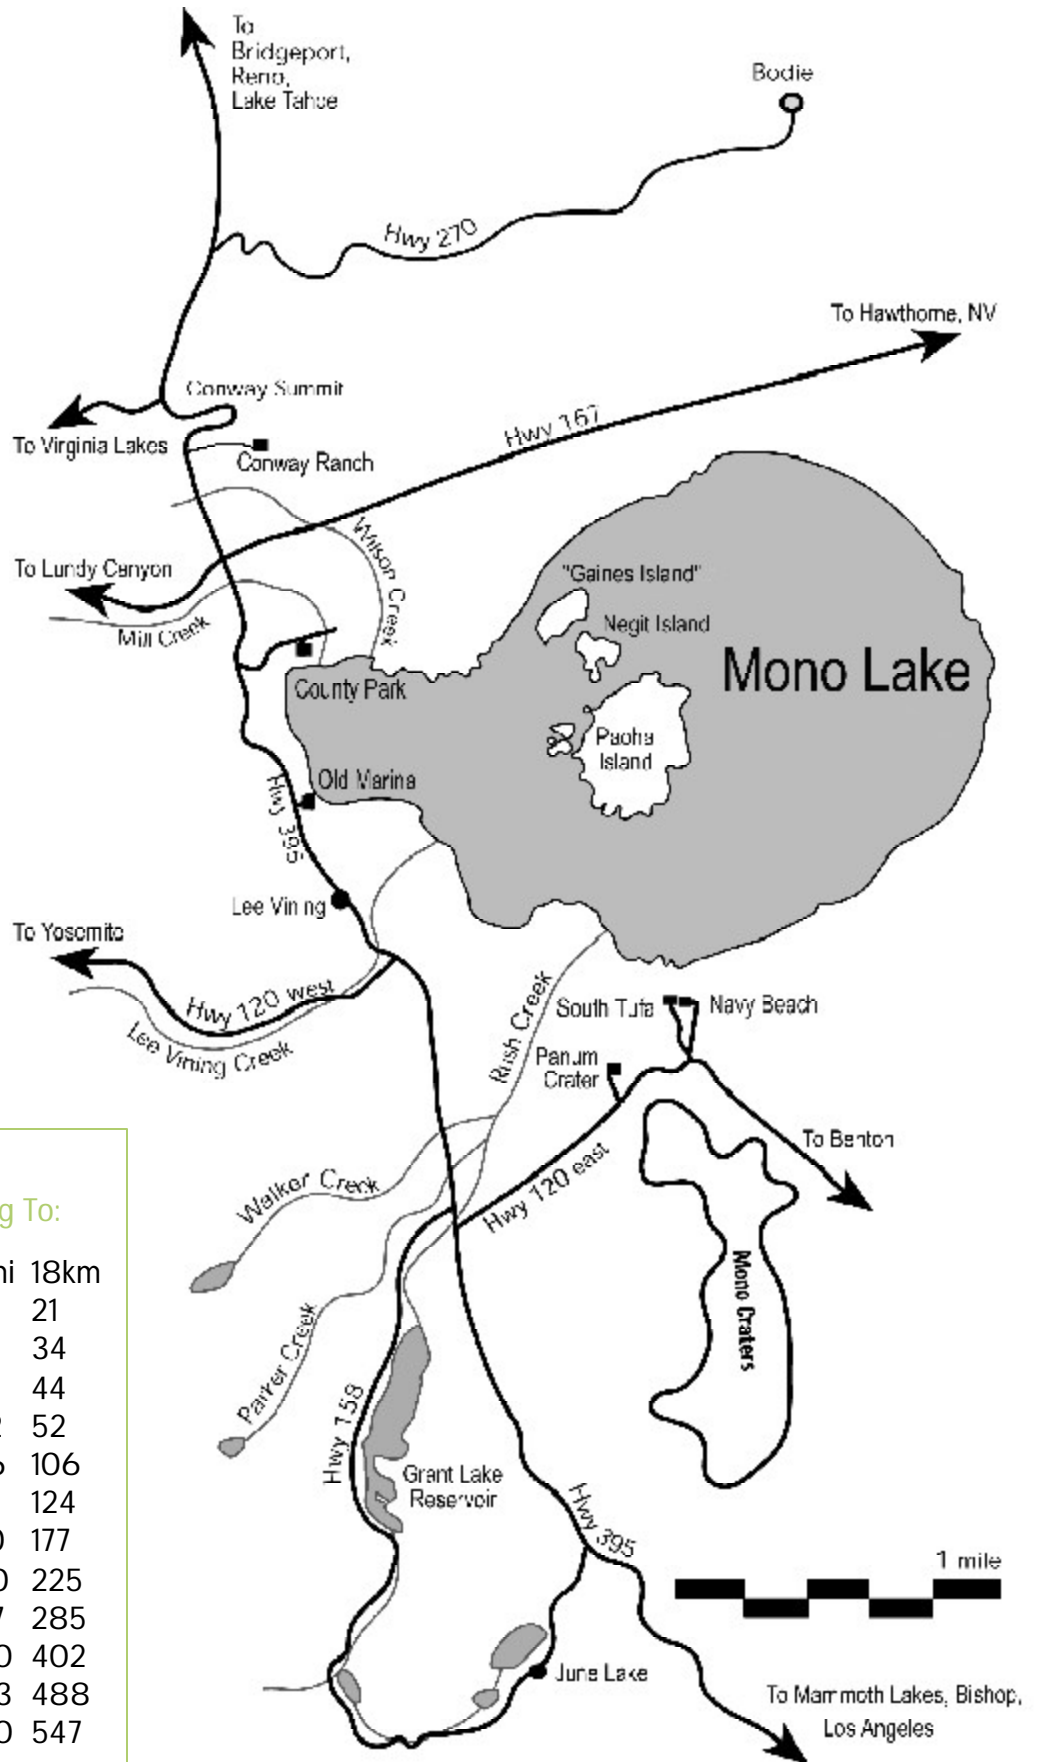 To
Bridgeport,
Reno,
Lake Tahoe
Bodie
Hwy 270
To Hawthorne, NV
Conway Summit
To Virginia Lakes
Hwy 167
Conway Ranch
Wilson Creek
To Lundy Canyon
"Gaines Island"
Mill Creek
Negit Island
Mono Lake
County Park
Paoha
Island
Old Marina
Hwy 395
Lee Vining
To Yosemite
Hwy 120 west
Lee Vining Creek
Rush Creek
South Tufa
Navy Beach
Panum
Crater
To Benton
Walker Creek
Hwy 120 east
g To:
18km
21
34
44
52
106
124
177
225
285
402
488
547
Mono Craters
Parker Creek
Hwy 158
Grant Lake
Reservoir
Hwy 395
1 mile
June Lake
To Mammoth Lakes, Bishop,
Los Angeles